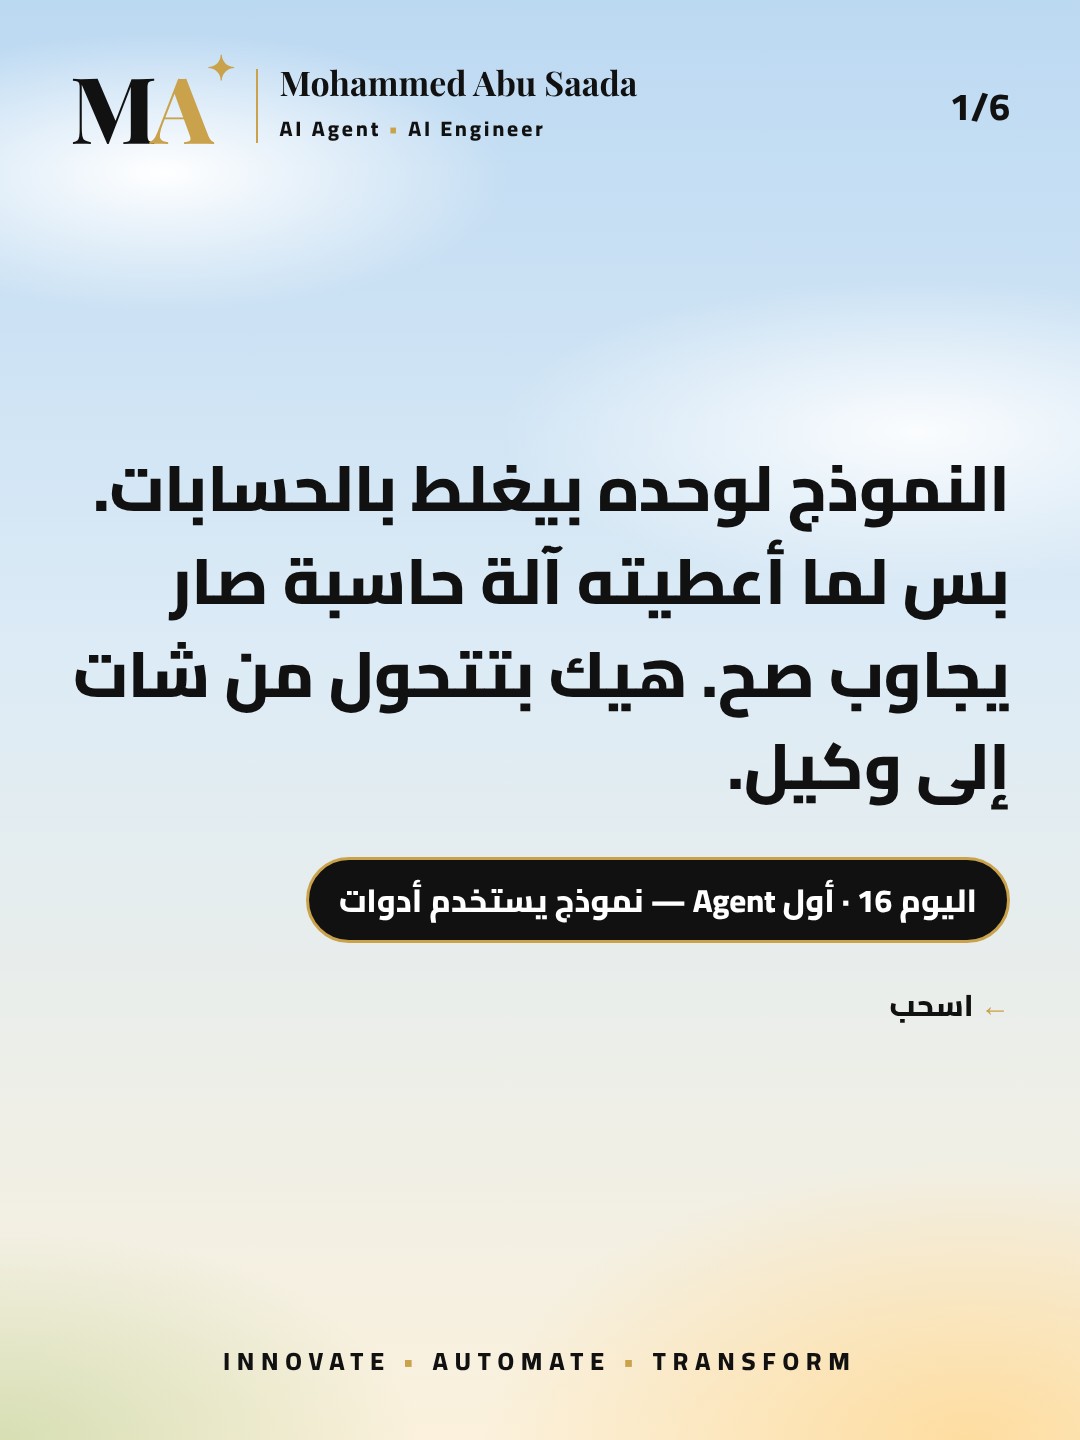 MA
Mohammed Abu Saada
AI Agent ▪ AI Engineer
1/6
النموذج لوحده بيغلط بالحسابات.
بس لما أعطيته آلة حاسبة صار
يجاوب صح. هيك بتتحول من شات
إلى وكيل.
اليوم 16 · أول Agent — نموذج يستخدم أدوات
← اسحب
INNOVATE ▪ AUTOMATE ▪ TRANSFORM